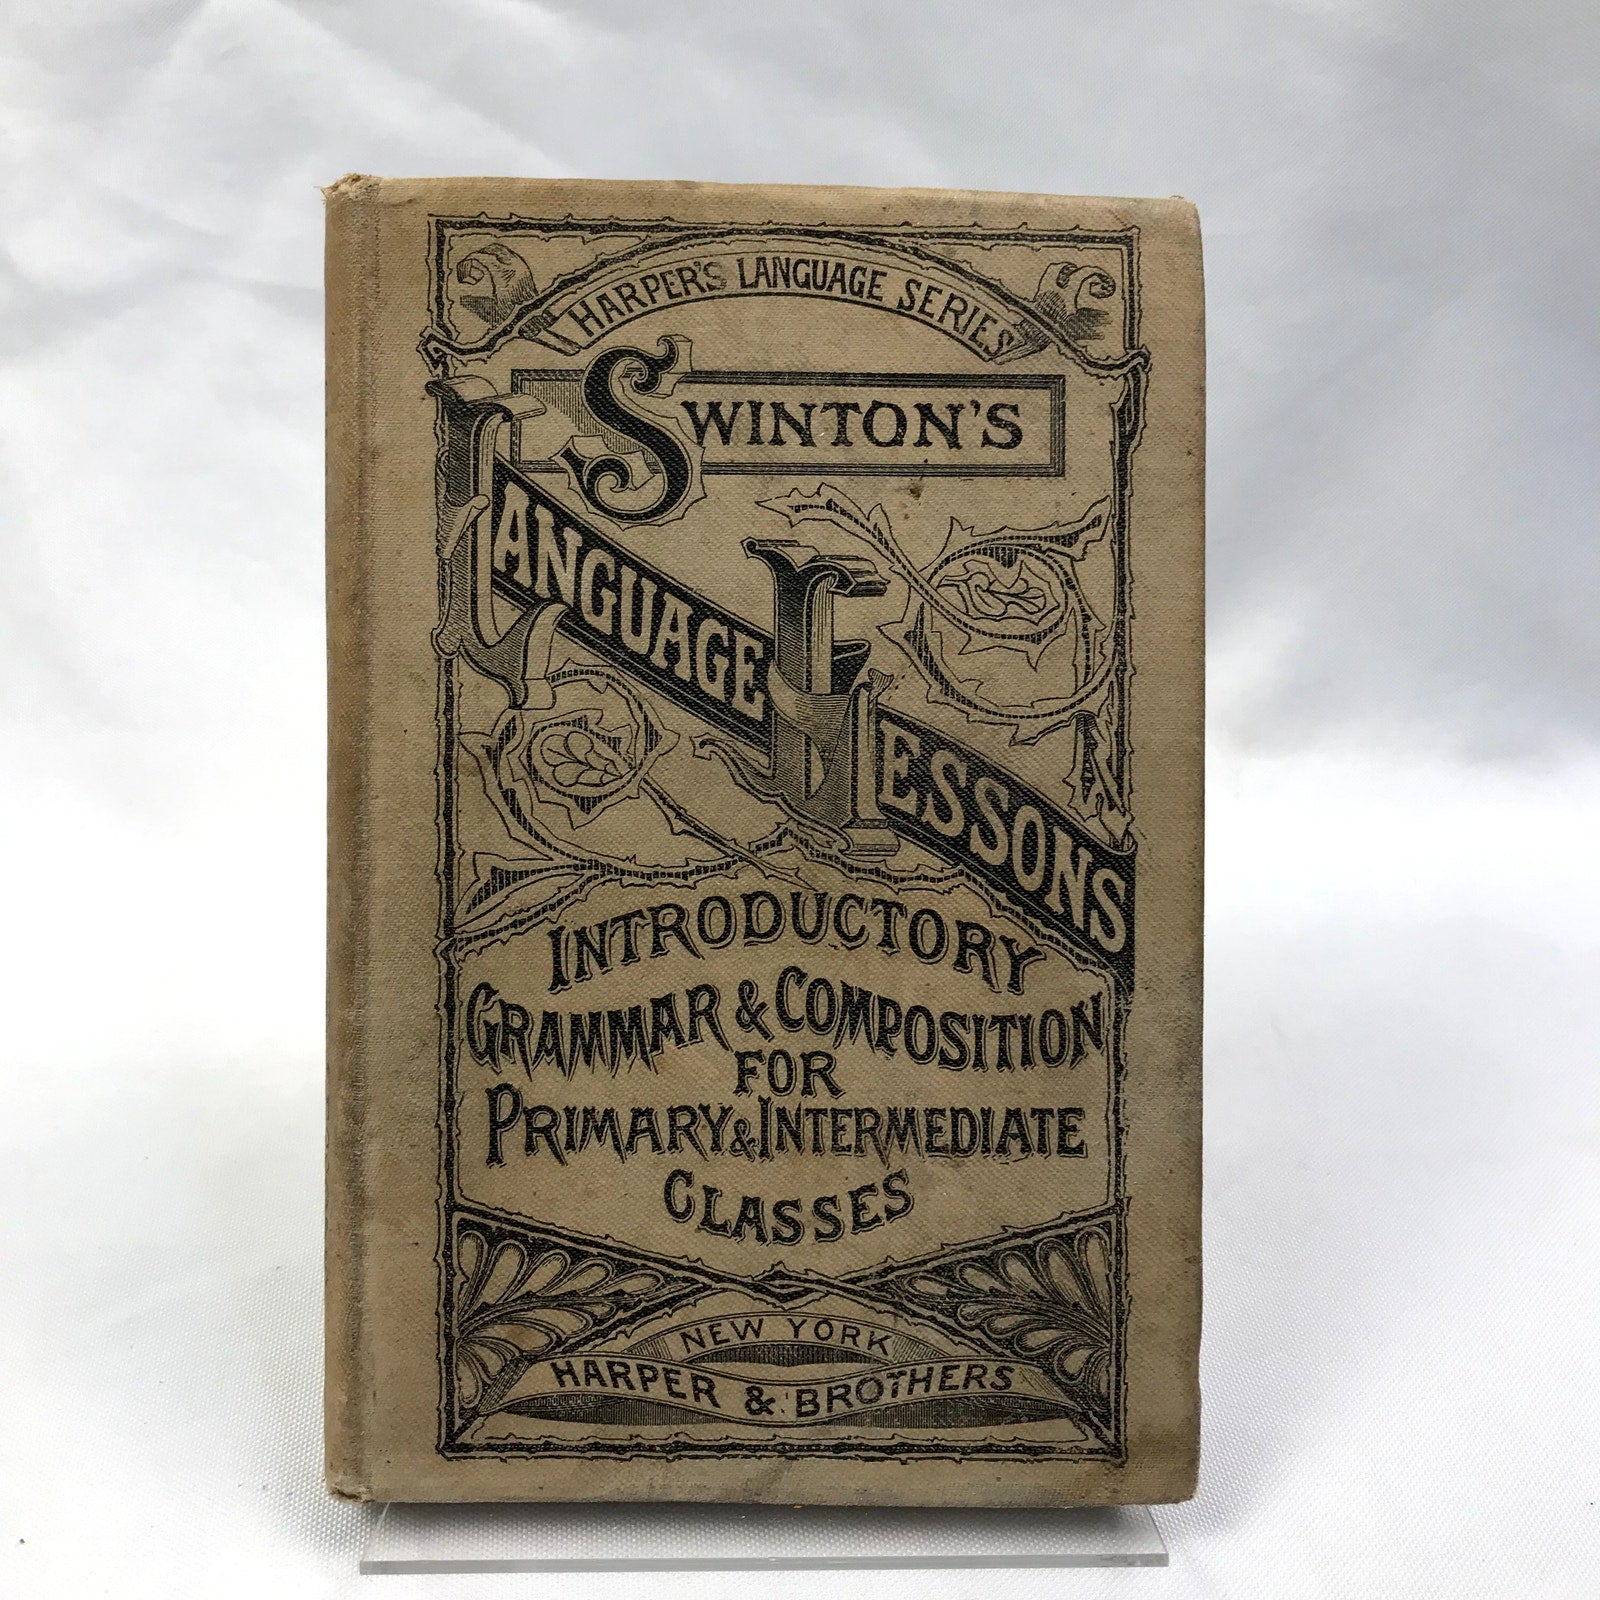 HARPER'S LANGUAGE SERIES
SWINTON'S
LANGUAGE LESSONS
INTRODUCTORY
GRAMMAR & COMPOSITION
FOR
PRIMARY & INTERMEDIATE
CLASSES
NEW YORK
HARPER & BROTHERS